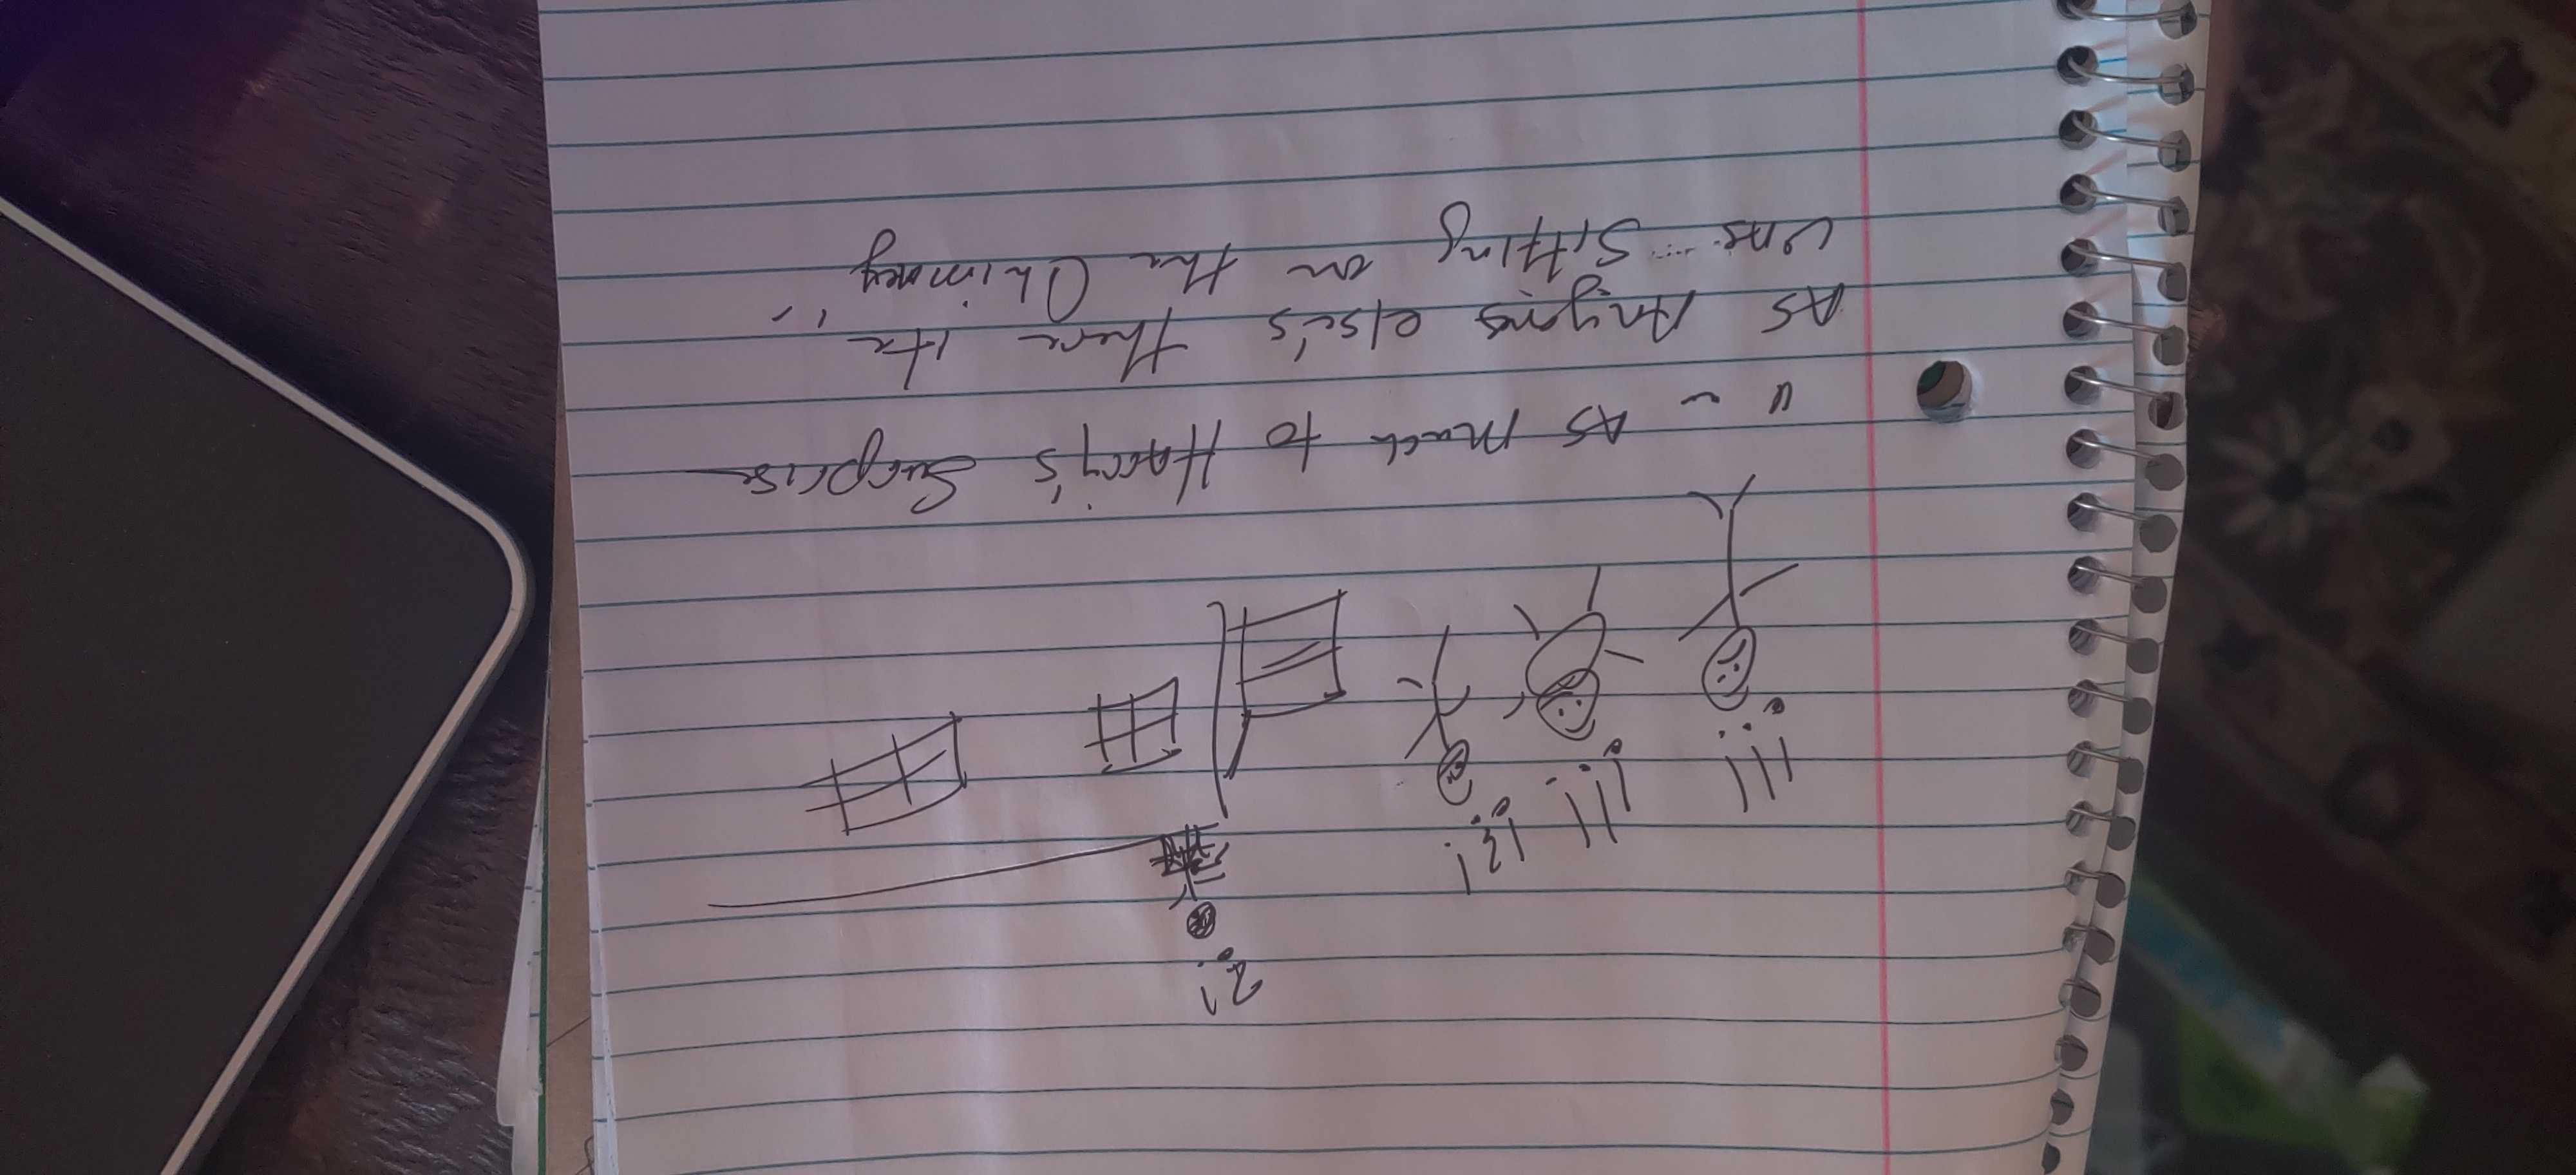 ?!
!?!
!!!
!!!
" - As much to Harry's Surprise
As Anyone else's there He
was sitting on the Chimney"